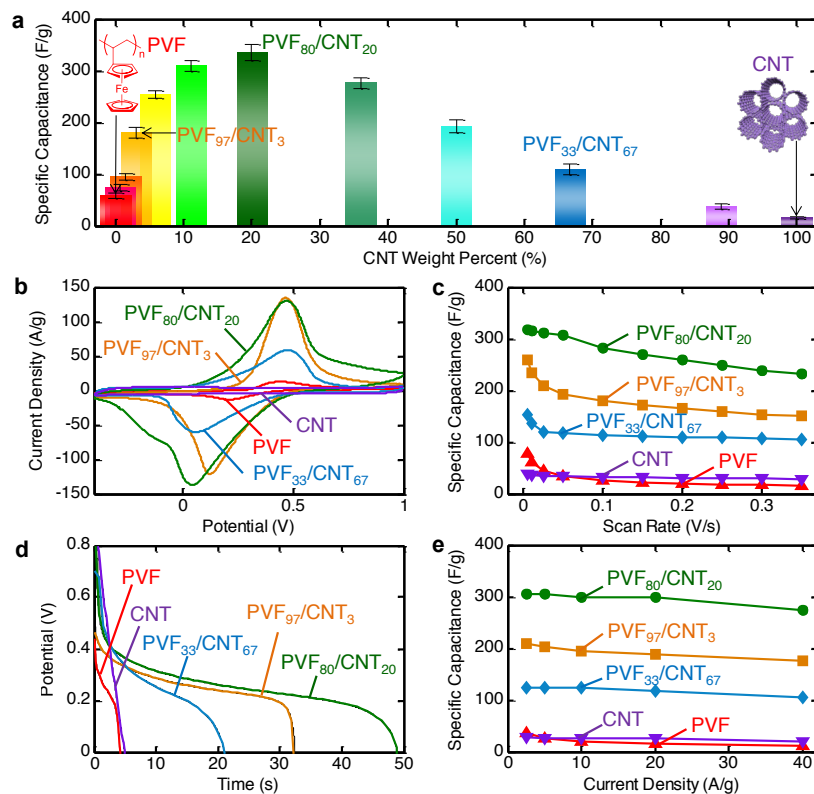 a
Specific Capacitance (F/g)
400
300
200
100
0
n
Fe
PVF
PVF97/CNT3
PVF80/CNT20
PVF33/CNT67
CNT
0 10 20 30 40 50 60 70 80 90 100
CNT Weight Percent (%)
b
Current Density (A/g)
150
100
50
0
-50
-100
-150
PVF80/CNT20
PVF97/CNT3
CNT
PVF
PVF33/CNT67
0 0.5 1
Potential (V)
c
Specific Capacitance (F/g)
400
300
200
100
0
PVF80/CNT20
PVF97/CNT3
PVF33/CNT67
CNT
PVF
0 0.1 0.2 0.3
Scan Rate (V/s)
d
Potential (V)
0.8
0.6
0.4
0.2
0
PVF
CNT
PVF33/CNT67
PVF97/CNT3
PVF80/CNT20
0 10 20 30 40 50
Time (s)
e
Specific Capacitance (F/g)
400
300
200
100
0
PVF80/CNT20
PVF97/CNT3
PVF33/CNT67
CNT
PVF
0 10 20 30 40
Current Density (A/g)